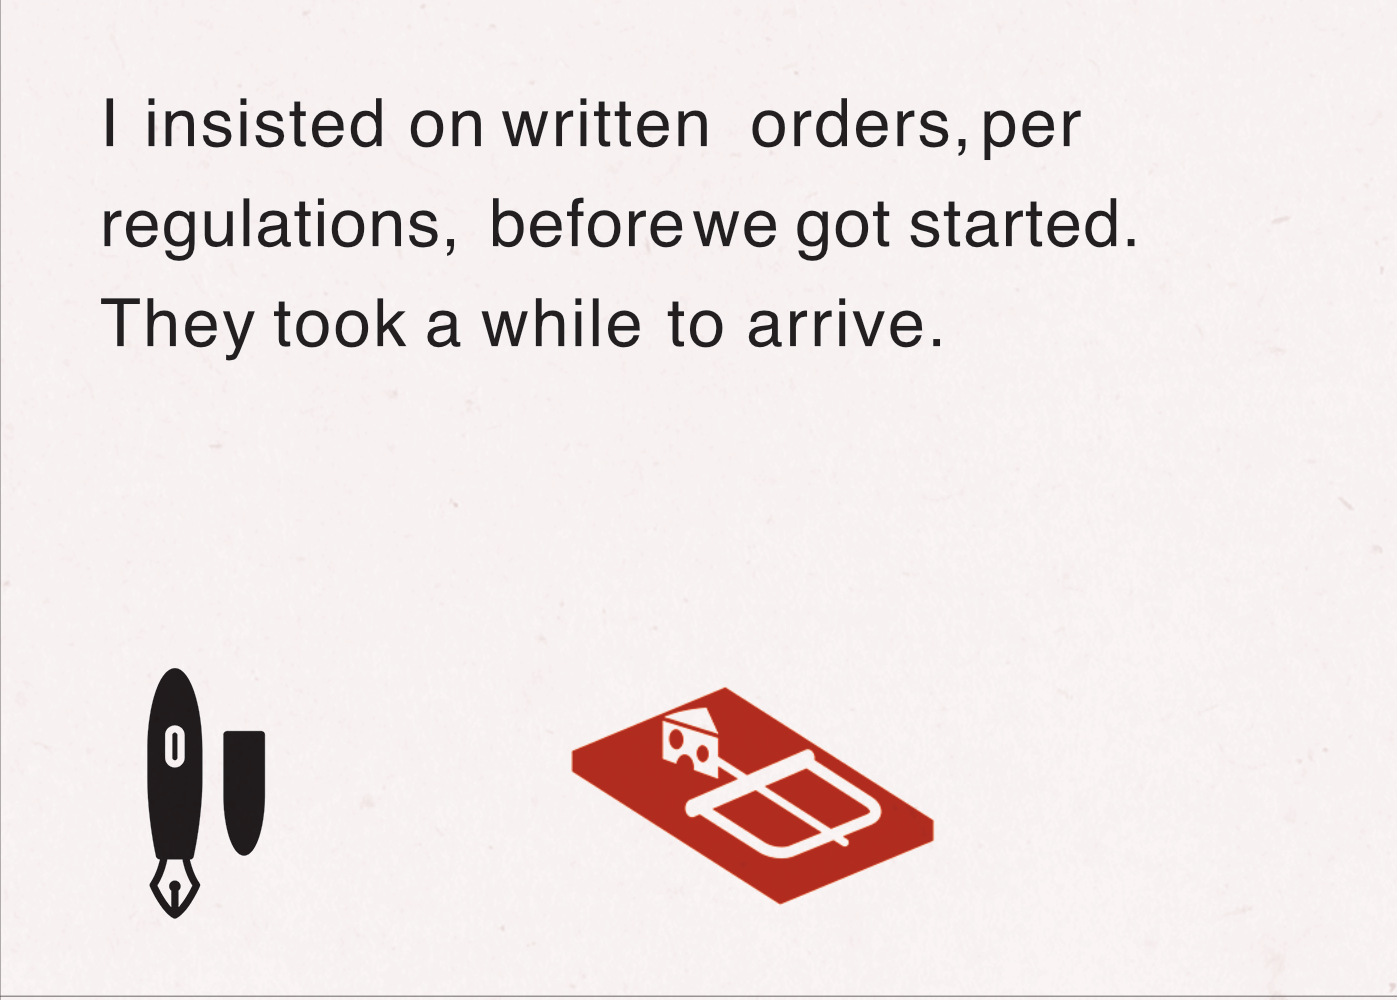 I insisted on written orders, per
regulations, before we got started.
They took a while to arrive.